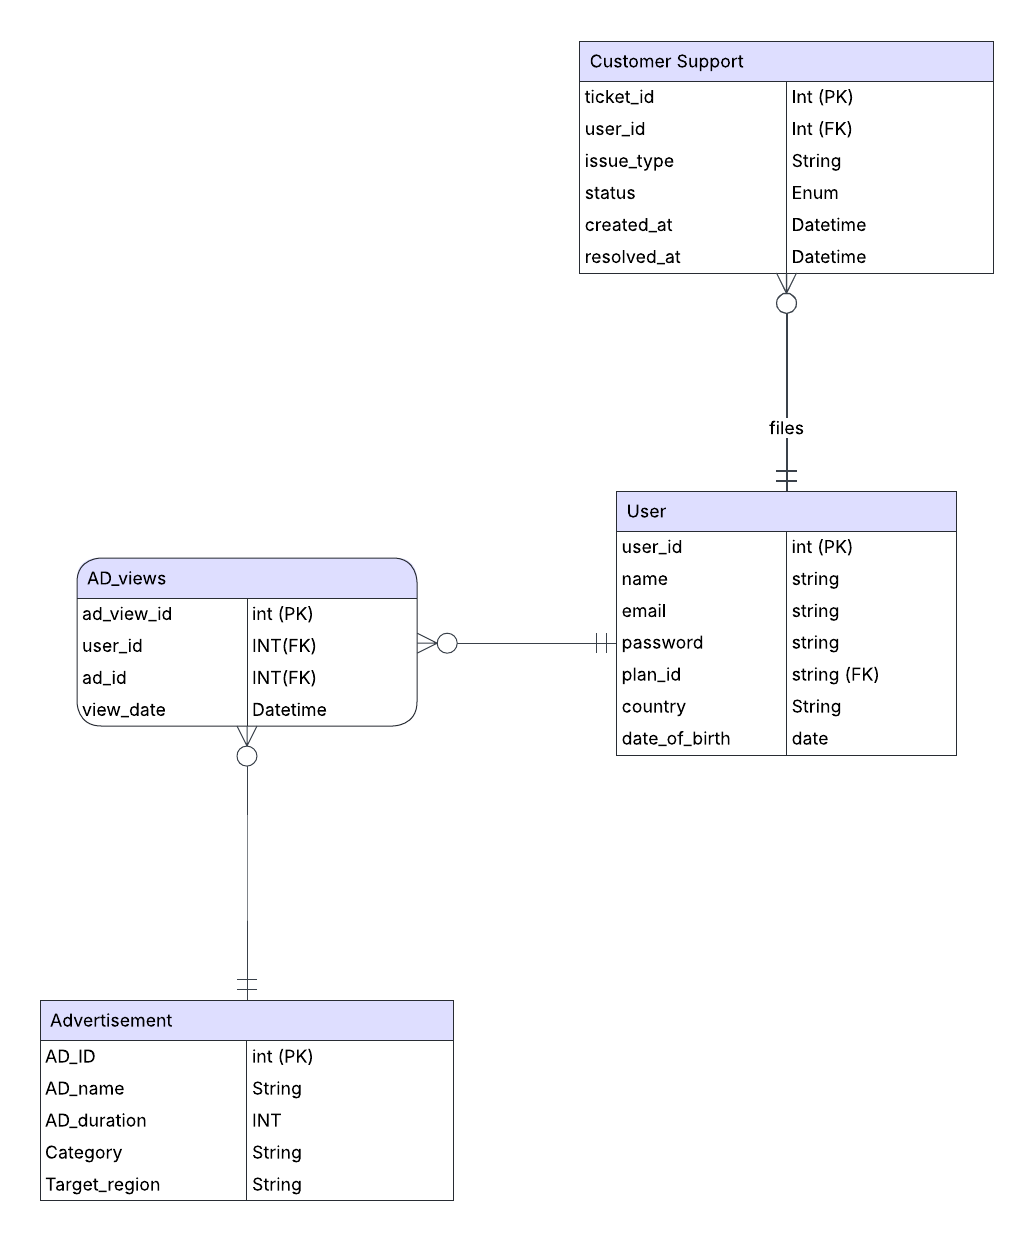 Customer Support
ticket_id Int (PK)
user_id Int (FK)
issue_type String
status Enum
created_at Datetime
resolved_at Datetime
files
User
user_id int (PK)
name string
email string
password string
plan_id string (FK)
country String
date_of_birth date
AD_views
ad_view_id int (PK)
user_id INT(FK)
ad_id INT(FK)
view_date Datetime
Advertisement
AD_ID int (PK)
AD_name String
AD_duration INT
Category String
Target_region String